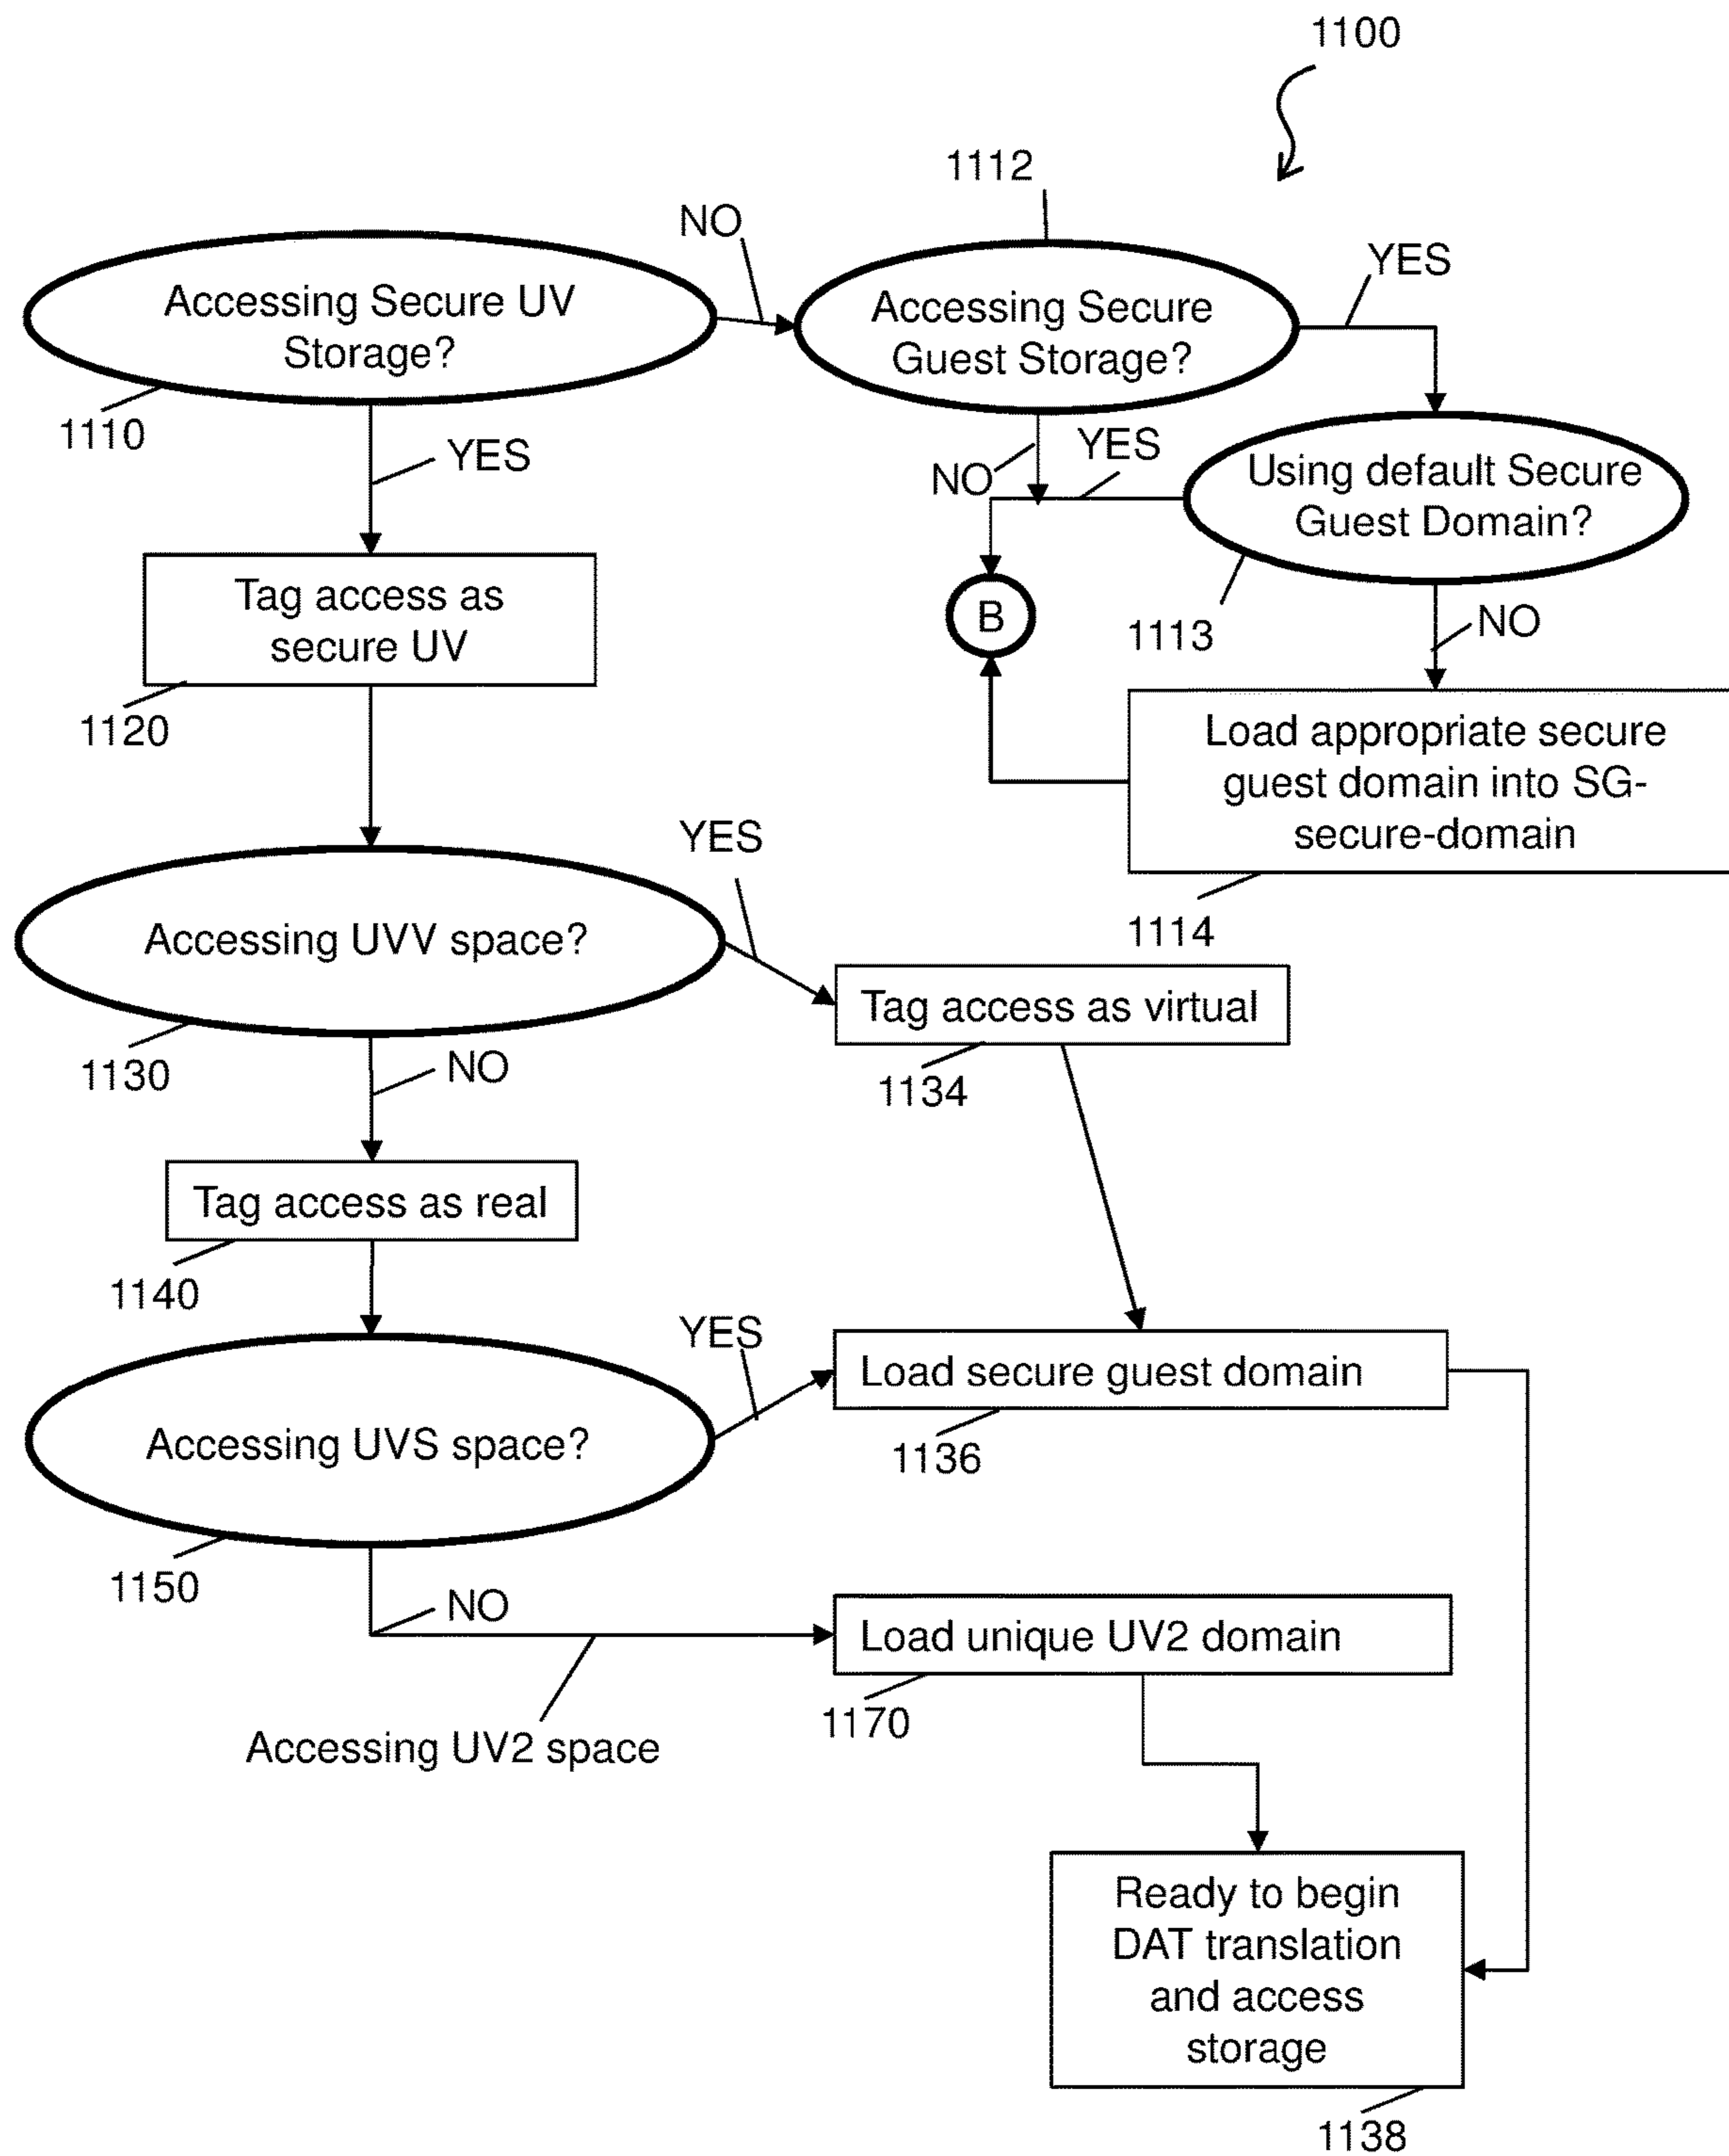 1100
1112
NO
YES
Accessing Secure UV
Storage?
Accessing Secure
Guest Storage?
1110
YES
NO
YES
Using default Secure
Guest Domain?
Tag access as
secure UV
B
1113
NO
1120
Load appropriate secure
guest domain into SG-
secure-domain
YES
1114
Accessing UVV space?
Tag access as virtual
1130
NO
1134
Tag access as real
1140
YES
Load secure guest domain
Accessing UVS space?
1136
1150
NO
Load unique UV2 domain
1170
Accessing UV2 space
Ready to begin
DAT translation
and access
storage
1138